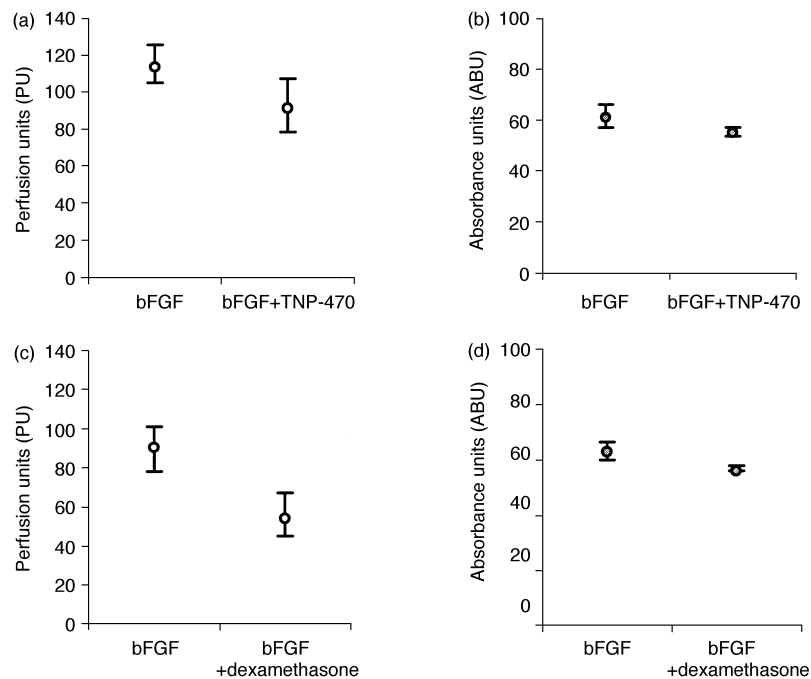 (a)
140
120
100
80
60
40
20
0
Perfusion units (PU)
bFGF
bFGF+TNP-470
(b)
100
80
60
40
20
0
Absorbance units (ABU)
bFGF
bFGF+TNP-470
(c)
140
120
100
80
60
40
20
0
Perfusion units (PU)
bFGF
bFGF
+dexamethasone
(d)
100
80
60
40
20
0
Absorbance units (ABU)
bFGF
bFGF
+dexamethasone